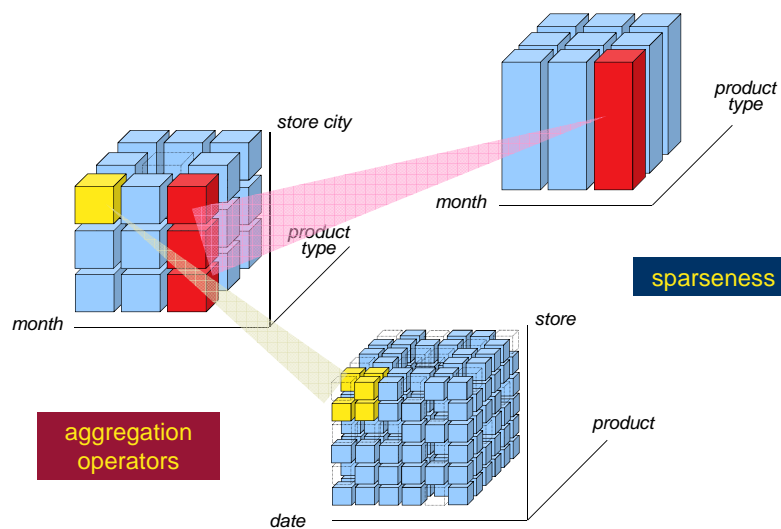 store city
product
type
month
product
type
month
sparseness
store
product
date
aggregation
operators